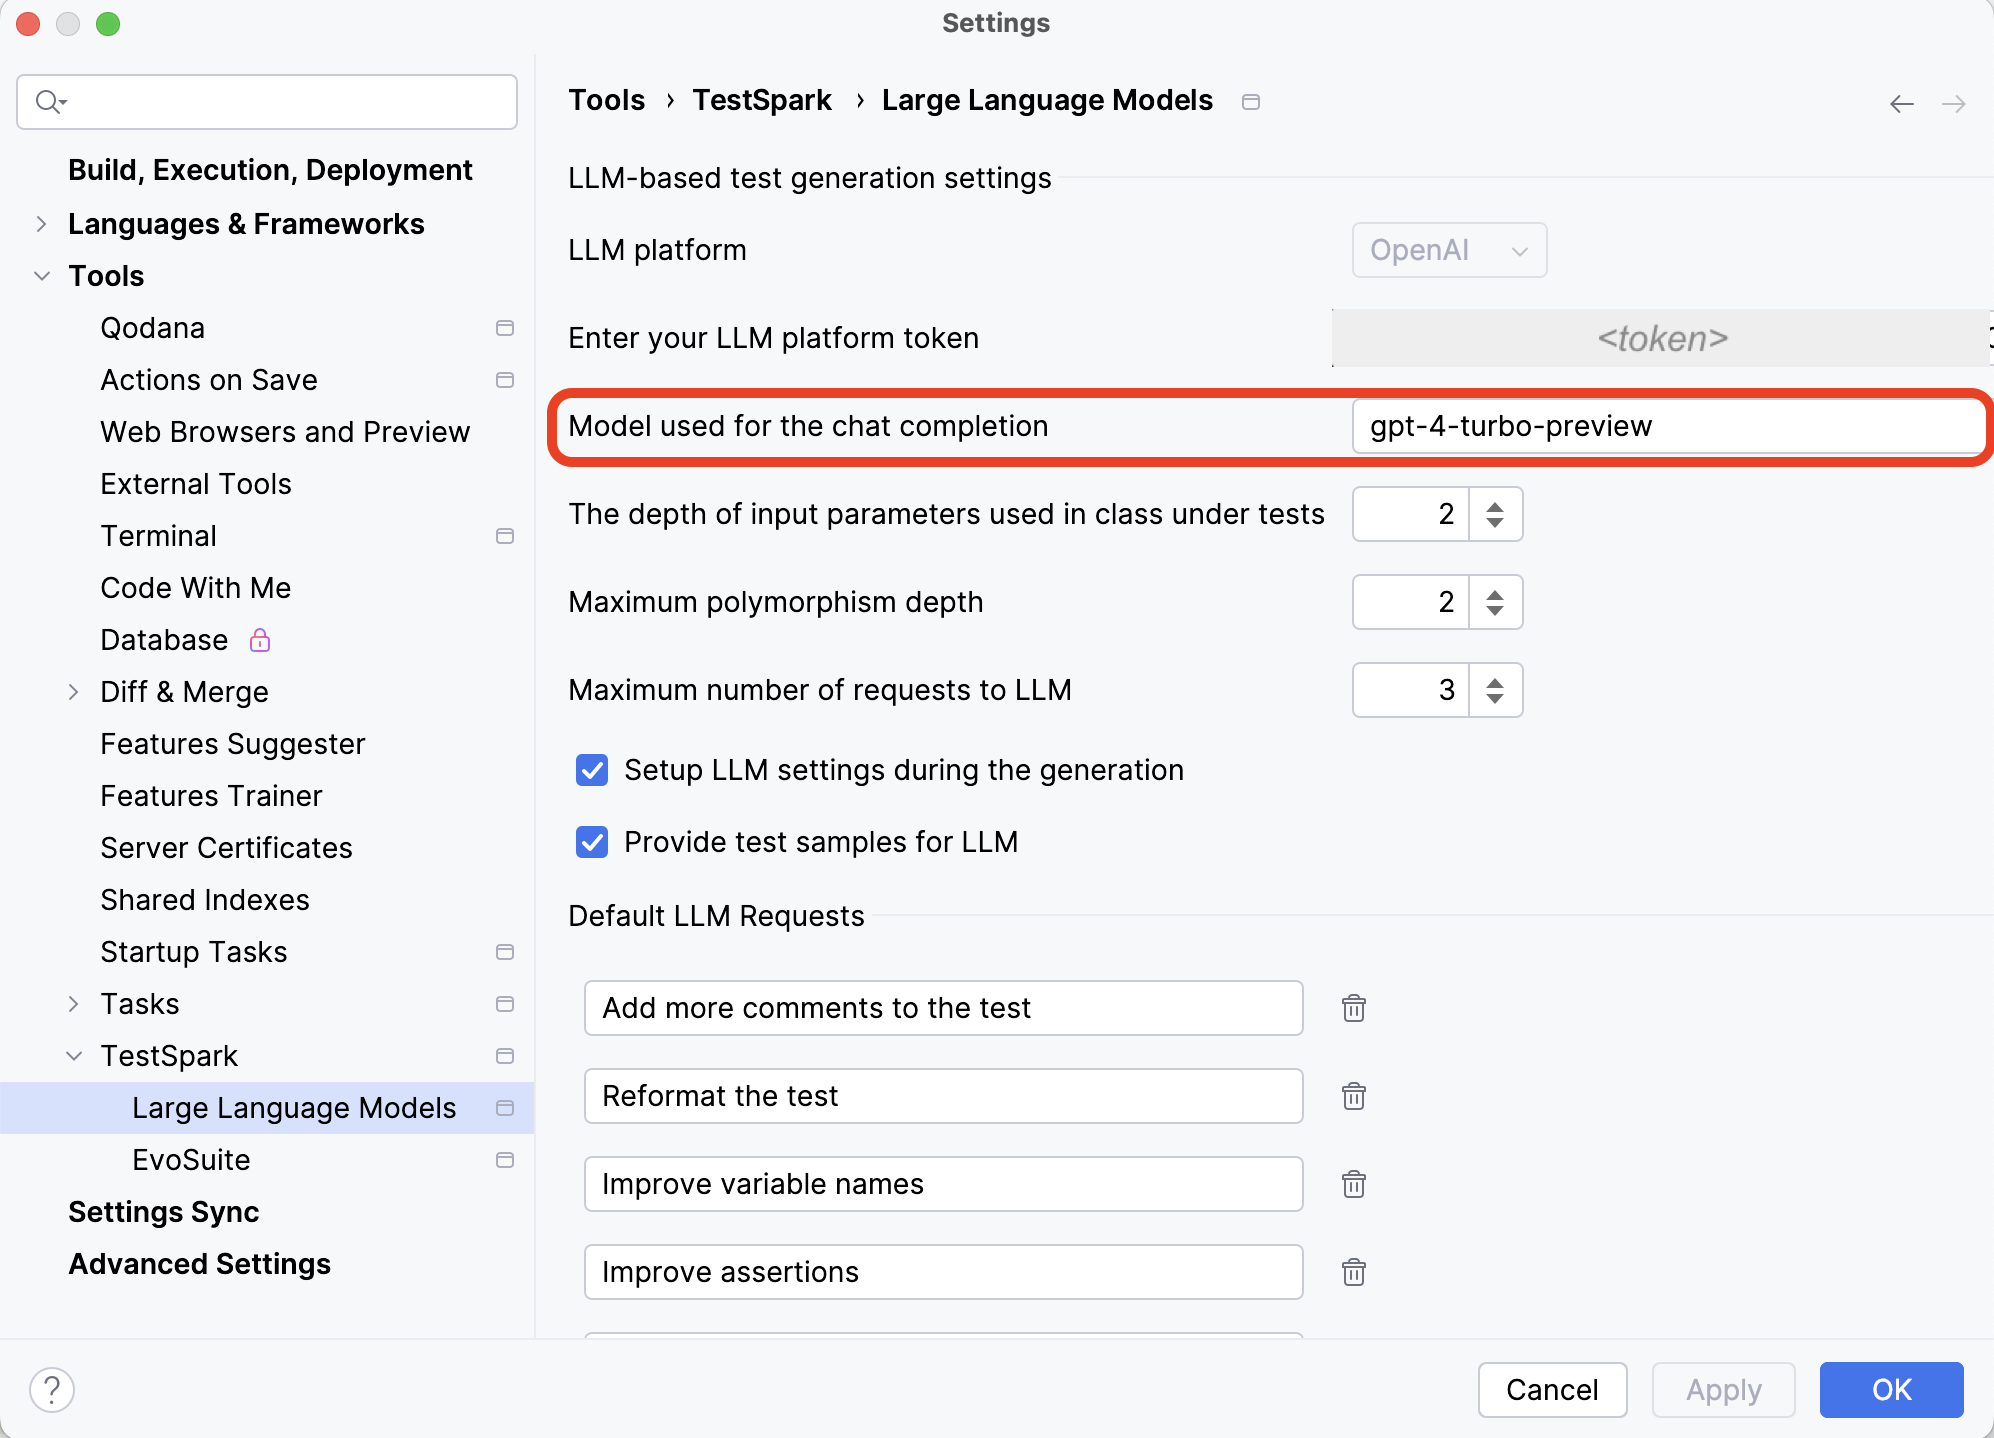 Settings
Build, Execution, Deployment
Languages & Frameworks
Tools
Qodana
Actions on Save
Web Browsers and Preview
External Tools
Terminal
Code With Me
Database
Diff & Merge
Features Suggester
Features Trainer
Server Certificates
Shared Indexes
Startup Tasks
Tasks
TestSpark
Large Language Models
EvoSuite
Settings Sync
Advanced Settings
Tools › TestSpark › Large Language Models
LLM-based test generation settings
LLM platform OpenAI
Enter your LLM platform token <token>
Model used for the chat completion gpt-4-turbo-preview
The depth of input parameters used in class under tests 2
Maximum polymorphism depth 2
Maximum number of requests to LLM 3
Setup LLM settings during the generation
Provide test samples for LLM
Default LLM Requests
Add more comments to the test
Reformat the test
Improve variable names
Improve assertions
? Cancel Apply OK